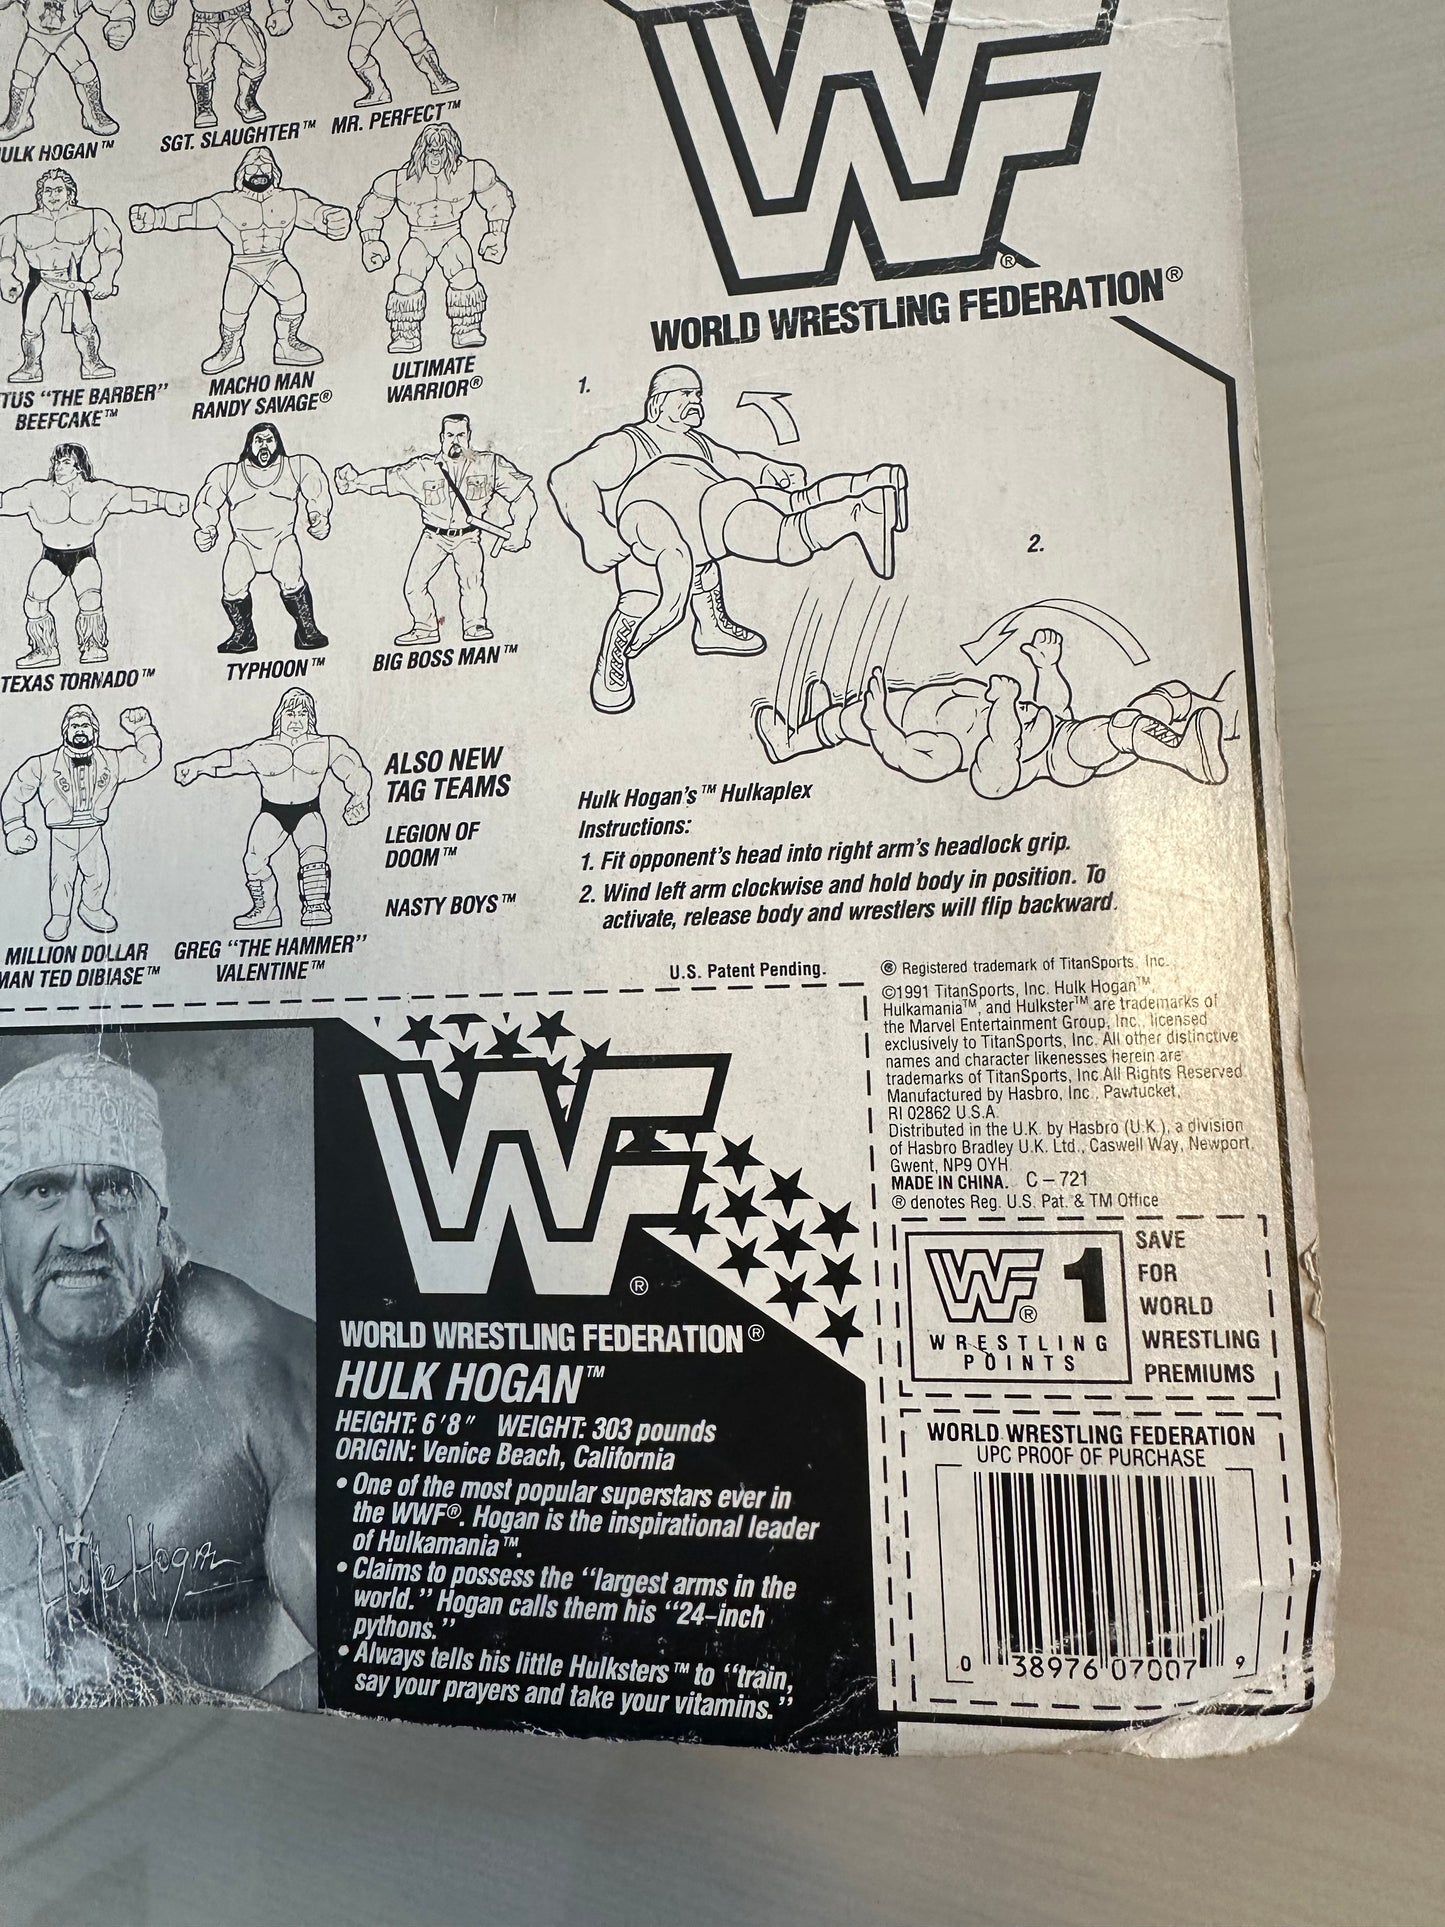 WF
WORLD WRESTLING FEDERATION®
HULK HOGAN™
SGT. SLAUGHTER™
MR. PERFECT™
TUS "THE BARBER"
BEEFCAKE™
MACHO MAN
RANDY SAVAGE®
ULTIMATE
WARRIOR®
TEXAS TORNADO™
TYPHOON™
BIG BOSS MAN™
MILLION DOLLAR
MAN TED DIBIASE™
GREG "THE HAMMER"
VALENTINE™
ALSO NEW
TAG TEAMS
LEGION OF
DOOM™
NASTY BOYS™
1.
2.
Hulk Hogan's™ Hulkaplex
Instructions:
1. Fit opponent's head into right arm's headlock grip.
2. Wind left arm clockwise and hold body in position. To
activate, release body and wrestlers will flip backward.
U.S. Patent Pending.
® Registered trademark of TitanSports, Inc.
©1991 TitanSports, Inc. Hulk Hogan™,
Hulkamania™, and Hulkster™ are trademarks of
the Marvel Entertainment Group, Inc., licensed
exclusively to TitanSports, Inc. All other distinctive
names and character likenesses herein are
trademarks of TitanSports, Inc. All Rights Reserved
Manufactured by Hasbro, Inc., Pawtucket,
RI 02862 U.S.A.
Distributed in the U.K. by Hasbro (U.K.), a division
of Hasbro Bradley U.K. Ltd., Caswell Way, Newport,
Gwent, NP9 OYH.
MADE IN CHINA. C-721
® denotes Reg. U.S. Pat. & TM Office
WF®
WORLD WRESTLING FEDERATION®
HULK HOGAN™
HEIGHT: 6'8" WEIGHT: 303 pounds
ORIGIN: Venice Beach, California
• One of the most popular superstars ever in
the WWF®. Hogan is the inspirational leader
of Hulkamania™.
• Claims to possess the "largest arms in the
world." Hogan calls them his "24-inch
pythons."
• Always tells his little Hulksters™ to "train,
say your prayers and take your vitamins."
Hulk Hogan
WF® 1
WRESTLING
POINTS
SAVE
FOR
WORLD
WRESTLING
PREMIUMS
WORLD WRESTLING FEDERATION
UPC PROOF OF PURCHASE
0 38976 07007 9